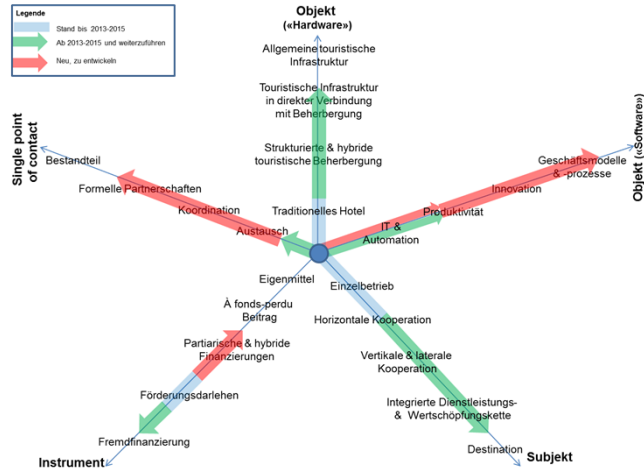 Legende
Stand bis 2013-2015
Ab 2013-2015 und weiterzuführen
Neu, zu entwickeln
Objekt
(«Hardware»)
Allgemeine touristische
Infrastruktur
Touristische Infrastruktur
in direkter Verbindung
mit Beherbergung
Strukturierte & hybride
touristische Beherbergung
Traditionelles Hotel
Single point
of contact
Bestandteil
Formelle Partnerschaften
Koordination
Austausch
Objekt («Software»)
Geschäftsmodelle
& -prozesse
Innovation
Produktivität
IT &
Automation
Eigenmittel
À fonds-perdu
Beitrag
Partiarische & hybride
Finanzierungen
Förderungsdarlehen
Fremdfinanzierung
Instrument
Einzelbetrieb
Horizontale Kooperation
Vertikale & laterale
Kooperation
Integrierte Dienstleistungs-
& Wertschöpfungskette
Destination
Subjekt